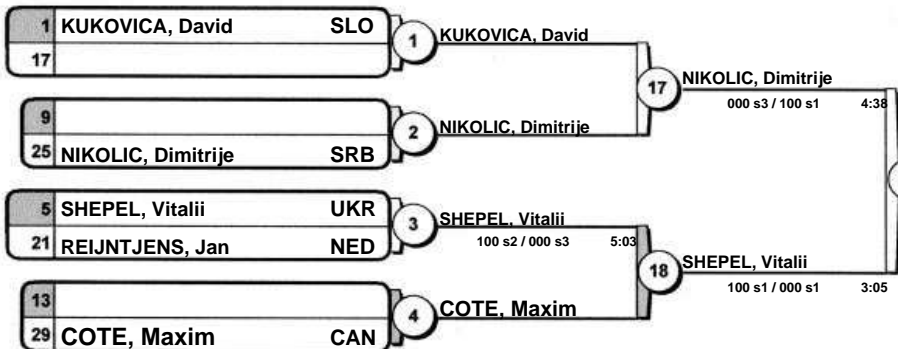 1 KUKOVICA, David SLO
17
1 KUKOVICA, David
17 NIKOLIC, Dimitrije
000 s3 / 100 s1 4:38
9
25 NIKOLIC, Dimitrije SRB
2 NIKOLIC, Dimitrije
5 SHEPEL, Vitalii UKR
21 REIJNTJENS, Jan NED
3 SHEPEL, Vitalii
100 s2 / 000 s3 5:03
18 SHEPEL, Vitalii
100 s1 / 000 s1 3:05
13
29 COTE, Maxim CAN
4 COTE, Maxim